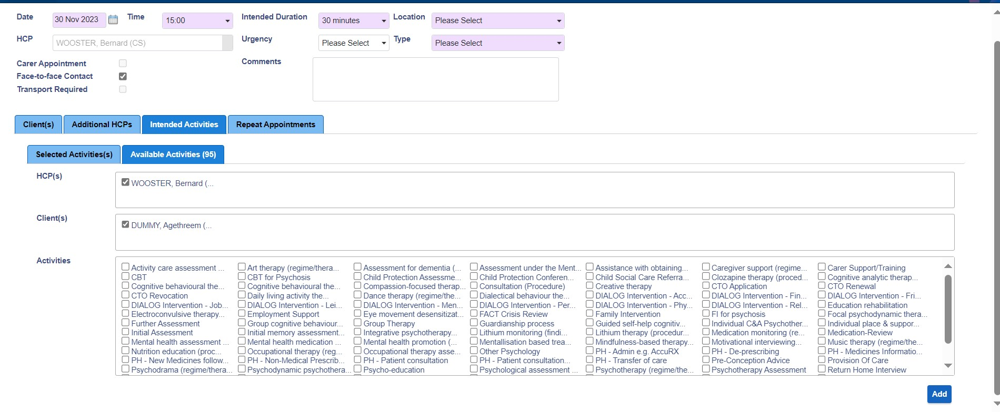 Date 30 Nov 2023 Time 15:00 Intended Duration 30 minutes Location Please Select
HCP WOOSTER, Bernard (CS) Urgency Please Select Type Please Select
Carer Appointment Comments
Face-to-face Contact
Transport Required
Client(s) Additional HCPs Intended Activities Repeat Appointments
Selected Activities(s) Available Activities (95)
HCP(s)
WOOSTER, Bernard (...
Client(s)
DUMMY, Agethreem (...
Activities
Activity care assessment ... Art therapy (regime/thera... Assessment for dementia (... Assessment under the Ment... Assistance with obtaining... Caregiver support (regime... Carer Support/Training
CBT CBT for Psychosis Child Protection Assessme... Child Protection Conferen... Child Social Care Referra... Clozapine therapy (proced... Cognitive analytic therap...
Cognitive behavioural the... Cognitive behavioural the... Compassion-focused therap... Consultation (Procedure) Creative therapy CTO Application CTO Renewal
CTO Revocation Daily living activity the... Dance therapy (regime/the... Dialectical behaviour the... DIALOG Intervention - Acc... DIALOG Intervention - Fin... DIALOG Intervention - Fri...
DIALOG Intervention - Job... DIALOG Intervention - Lei... DIALOG Intervention - Men... DIALOG Intervention - Per... DIALOG Intervention - Phy... DIALOG Intervention - Rel... Education rehabilitation
Electroconvulsive therapy... Employment Support Eye movement desensitizat... FACT Crisis Review Family Intervention FI for psychosis Focal psychodynamic thera...
Further Assessment Group cognitive behaviour... Group Therapy Guardianship process Guided self-help cognitiv... Individual C&A Psychother... Individual place & suppor...
Initial Assessment Initial memory assessment... Integrative psychotherapy... Lithium monitoring (findi... Lithium therapy (procedur... Medication monitoring (re... Medication-Review
Mental health assessment ... Mental health medication ... Mental health promotion (... Mentallisation based trea... Mindfulness-based therapy... Motivational interviewing... Music therapy (regime/the...
Nutrition education (proc... Occupational therapy (reg... Occupational therapy asse... Other Psychology PH - Admin e.g. AccuRX PH - De-prescribing PH - Medicines Informatio...
PH - New Medicines follow... PH - Non-Medical Prescrib... PH - Patient consultation PH - Patient consultation... PH - Transfer of care Pre-Conception Advice Provision Of Care
Psychodrama (regime/thera... Psychodynamic psychothera... Psycho-education Psychological assessment ... Psychotherapy (regime/the... Psychotherapy Assessment Return Home Interview
Add